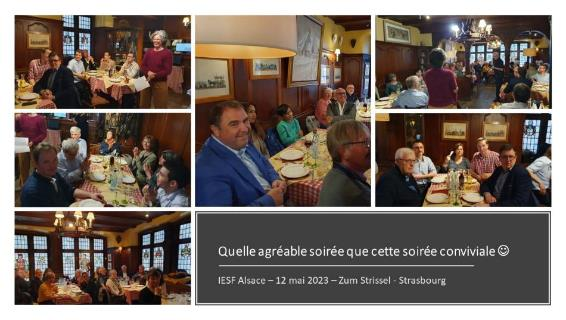 Quelle agréable soirée que cette soirée conviviale ☺
IESF Alsace – 12 mai 2023 – Zum Strissel - Strasbourg